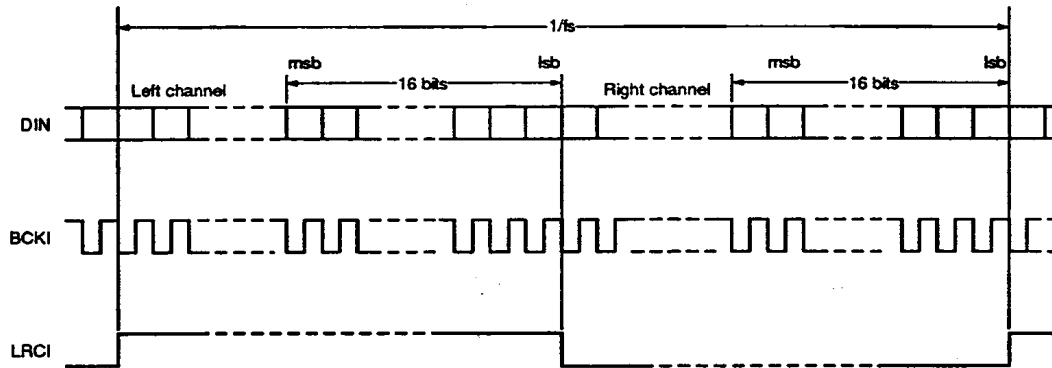 1/fs
msb lsb msb lsb
16 bits 16 bits
Left channel Right channel
DIN
BCKI
LRCI